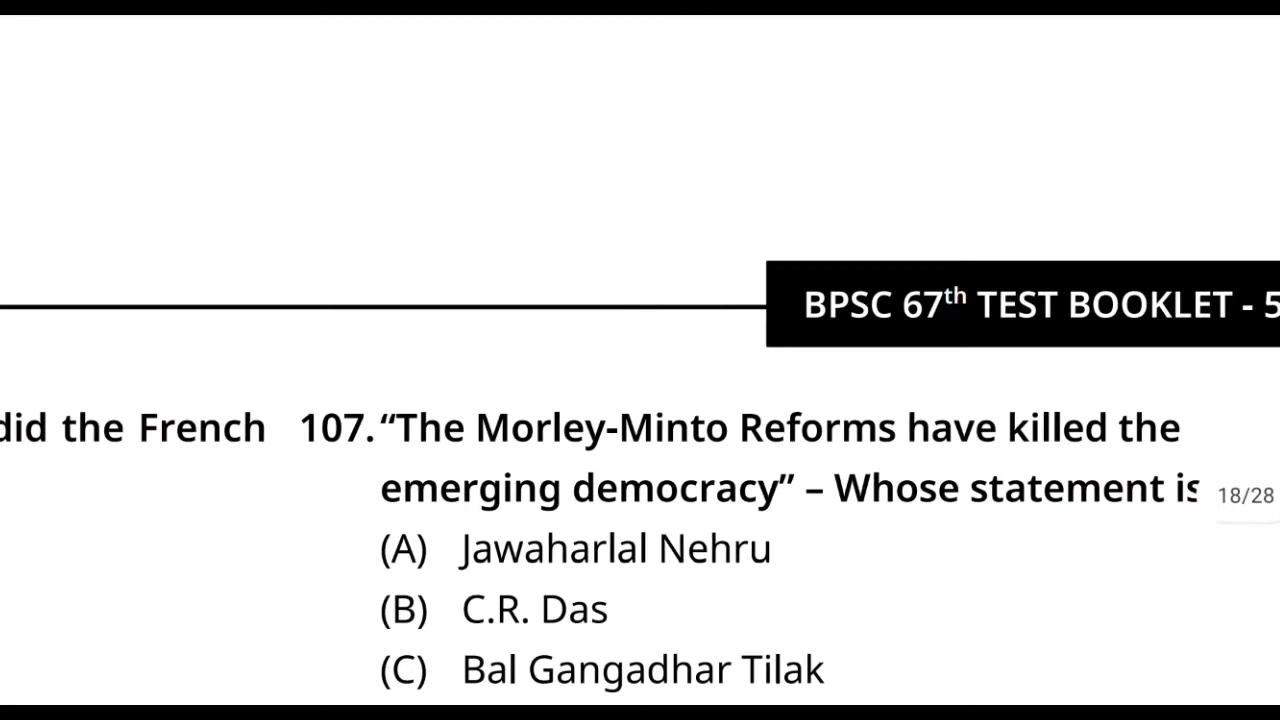 BPSC 67th TEST BOOKLET - 5
did the French
107. “The Morley-Minto Reforms have killed the
emerging democracy” – Whose statement is
18/28
(A) Jawaharlal Nehru
(B) C.R. Das
(C) Bal Gangadhar Tilak